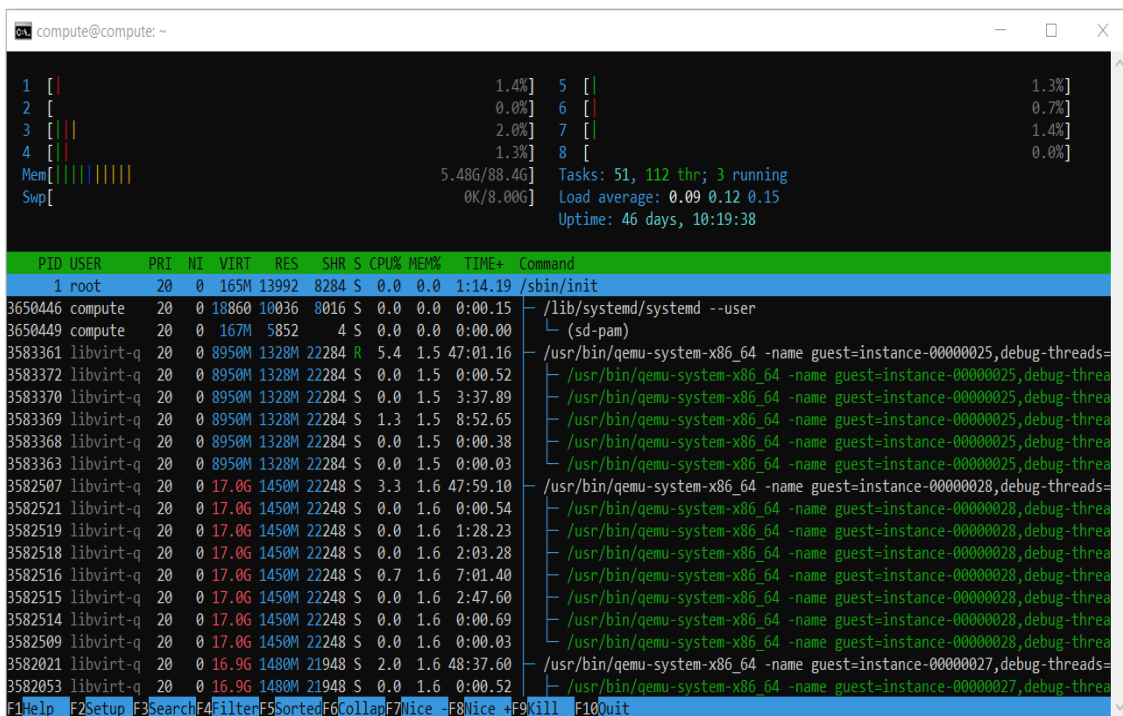 compute@compute: ~
1 [| 1.4%] 5 [| 1.3%]
2 [ 0.0%] 6 [| 0.7%]
3 [||| 2.0%] 7 [| 1.4%]
4 [|| 1.3%] 8 [ 0.0%]
Mem[|||||||||| 5.48G/88.4G] Tasks: 51, 112 thr; 3 running
Swp[ 0K/8.00G] Load average: 0.09 0.12 0.15
Uptime: 46 days, 10:19:38
PID USER PRI NI VIRT RES SHR S CPU% MEM% TIME+ Command
1 root 20 0 165M 13992 8284 S 0.0 0.0 1:14.19 /sbin/init
3650446 compute 20 0 18860 10036 8016 S 0.0 0.0 0:00.15 ├─ /lib/systemd/systemd --user
3650449 compute 20 0 167M 5852 4 S 0.0 0.0 0:00.00 │ └─ (sd-pam)
3583361 libvirt-q 20 0 8950M 1328M 22284 R 5.4 1.5 47:01.16 ├─ /usr/bin/qemu-system-x86_64 -name guest=instance-00000025,debug-threads=
3583372 libvirt-q 20 0 8950M 1328M 22284 S 0.0 1.5 0:00.52 │ ├─ /usr/bin/qemu-system-x86_64 -name guest=instance-00000025,debug-threa
3583370 libvirt-q 20 0 8950M 1328M 22284 S 0.0 1.5 3:37.89 │ ├─ /usr/bin/qemu-system-x86_64 -name guest=instance-00000025,debug-threa
3583369 libvirt-q 20 0 8950M 1328M 22284 S 1.3 1.5 8:52.65 │ ├─ /usr/bin/qemu-system-x86_64 -name guest=instance-00000025,debug-threa
3583368 libvirt-q 20 0 8950M 1328M 22284 S 0.0 1.5 0:00.38 │ ├─ /usr/bin/qemu-system-x86_64 -name guest=instance-00000025,debug-threa
3583363 libvirt-q 20 0 8950M 1328M 22284 S 0.0 1.5 0:00.03 │ └─ /usr/bin/qemu-system-x86_64 -name guest=instance-00000025,debug-threa
3582507 libvirt-q 20 0 17.0G 1450M 22248 S 3.3 1.6 47:59.10 ├─ /usr/bin/qemu-system-x86_64 -name guest=instance-00000028,debug-threads=
3582521 libvirt-q 20 0 17.0G 1450M 22248 S 0.0 1.6 0:00.54 │ ├─ /usr/bin/qemu-system-x86_64 -name guest=instance-00000028,debug-threa
3582519 libvirt-q 20 0 17.0G 1450M 22248 S 0.0 1.6 1:28.23 │ ├─ /usr/bin/qemu-system-x86_64 -name guest=instance-00000028,debug-threa
3582518 libvirt-q 20 0 17.0G 1450M 22248 S 0.0 1.6 2:03.28 │ ├─ /usr/bin/qemu-system-x86_64 -name guest=instance-00000028,debug-threa
3582516 libvirt-q 20 0 17.0G 1450M 22248 S 0.7 1.6 7:01.40 │ ├─ /usr/bin/qemu-system-x86_64 -name guest=instance-00000028,debug-threa
3582515 libvirt-q 20 0 17.0G 1450M 22248 S 0.0 1.6 2:47.60 │ ├─ /usr/bin/qemu-system-x86_64 -name guest=instance-00000028,debug-threa
3582514 libvirt-q 20 0 17.0G 1450M 22248 S 0.0 1.6 0:00.69 │ ├─ /usr/bin/qemu-system-x86_64 -name guest=instance-00000028,debug-threa
3582509 libvirt-q 20 0 17.0G 1450M 22248 S 0.0 1.6 0:00.03 │ └─ /usr/bin/qemu-system-x86_64 -name guest=instance-00000028,debug-threa
3582021 libvirt-q 20 0 16.9G 1480M 21948 S 2.0 1.6 48:37.60 ├─ /usr/bin/qemu-system-x86_64 -name guest=instance-00000027,debug-threads=
3582053 libvirt-q 20 0 16.9G 1480M 21948 S 0.0 1.6 0:00.52 │ ├─ /usr/bin/qemu-system-x86_64 -name guest=instance-00000027,debug-threa
F1Help F2Setup F3SearchF4FilterF5SortedF6CollapF7Nice -F8Nice +F9Kill F10Quit